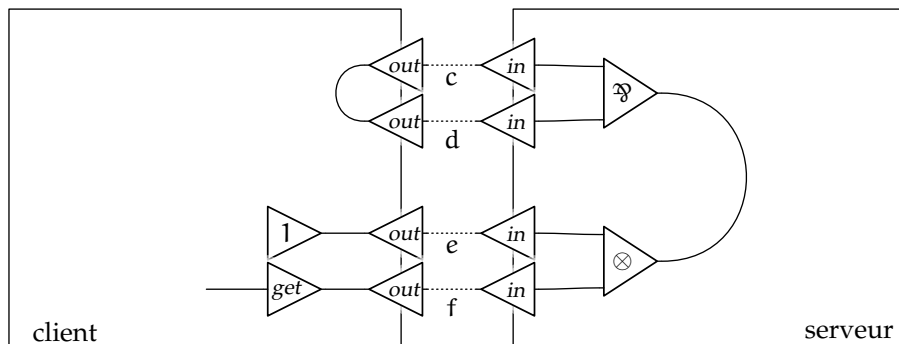 out in
c
⅋
out in
d
1 out in
e
⊗
get out in
f
client
serveur